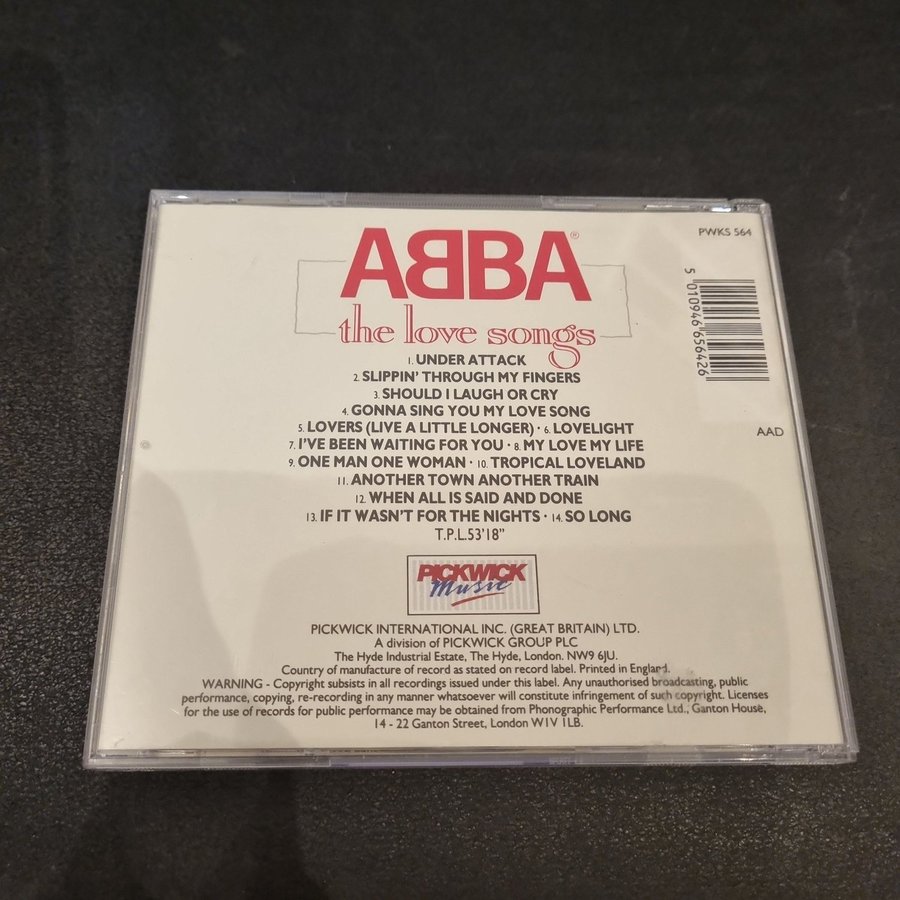 ABBA®
the love songs
PWKS 564
5 010946 656426
AAD
1. UNDER ATTACK
2. SLIPPIN' THROUGH MY FINGERS
3. SHOULD I LAUGH OR CRY
4. GONNA SING YOU MY LOVE SONG
5. LOVERS (LIVE A LITTLE LONGER) · 6. LOVELIGHT
7. I'VE BEEN WAITING FOR YOU · 8. MY LOVE MY LIFE
9. ONE MAN ONE WOMAN · 10. TROPICAL LOVELAND
11. ANOTHER TOWN ANOTHER TRAIN
12. WHEN ALL IS SAID AND DONE
13. IF IT WASN'T FOR THE NIGHTS · 14. SO LONG
T.P.L.53'18"
PICKWICK
Music
PICKWICK INTERNATIONAL INC. (GREAT BRITAIN) LTD.
A division of PICKWICK GROUP PLC
The Hyde Industrial Estate, The Hyde, London. NW9 6JU.
Country of manufacture of record as stated on record label. Printed in England.
WARNING - Copyright subsists in all recordings issued under this label. Any unauthorised broadcasting, public
performance, copying, re-recording in any manner whatsoever will constitute infringement of such copyright. Licenses
for the use of records for public performance may be obtained from Phonographic Performance Ltd., Ganton House,
14 - 22 Ganton Street, London W1V 1LB.